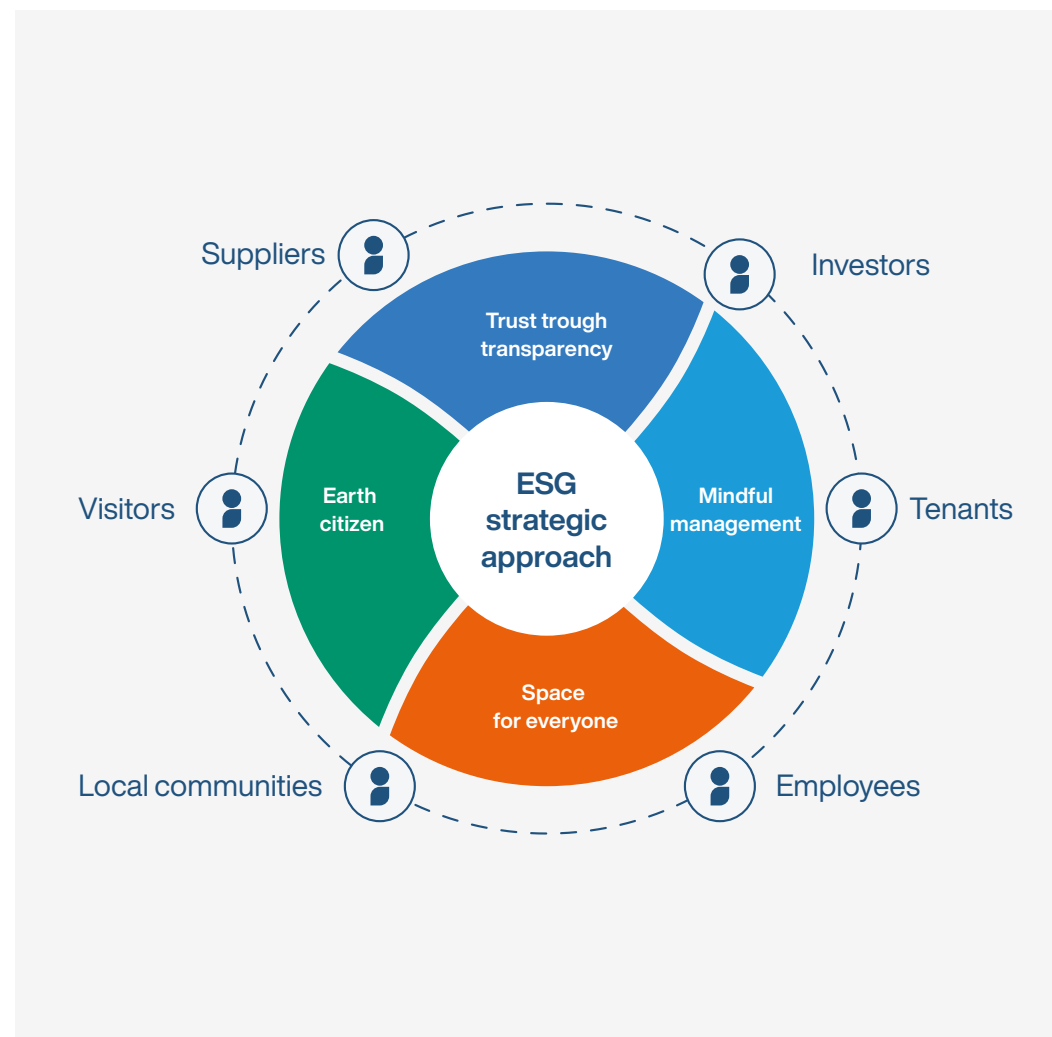 Suppliers
Investors
Trust trough
transparency
Visitors
Earth
citizen
ESG
strategic
approach
Mindful
management
Tenants
Space
for everyone
Local communities
Employees